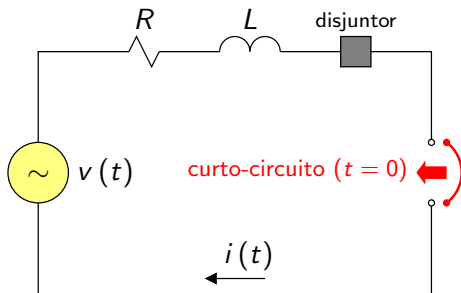 R
L
disjuntor
∼
v (t)
curto-circuito (t = 0)
i (t)